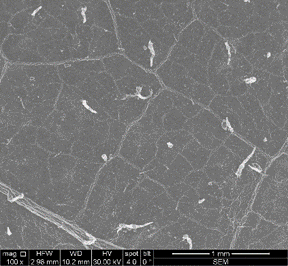 mag □ HFW WD HV spot tilt 1 mm
100 x 2.98 mm 10.2 mm 30.00 kV 4.0 0 ° SEM